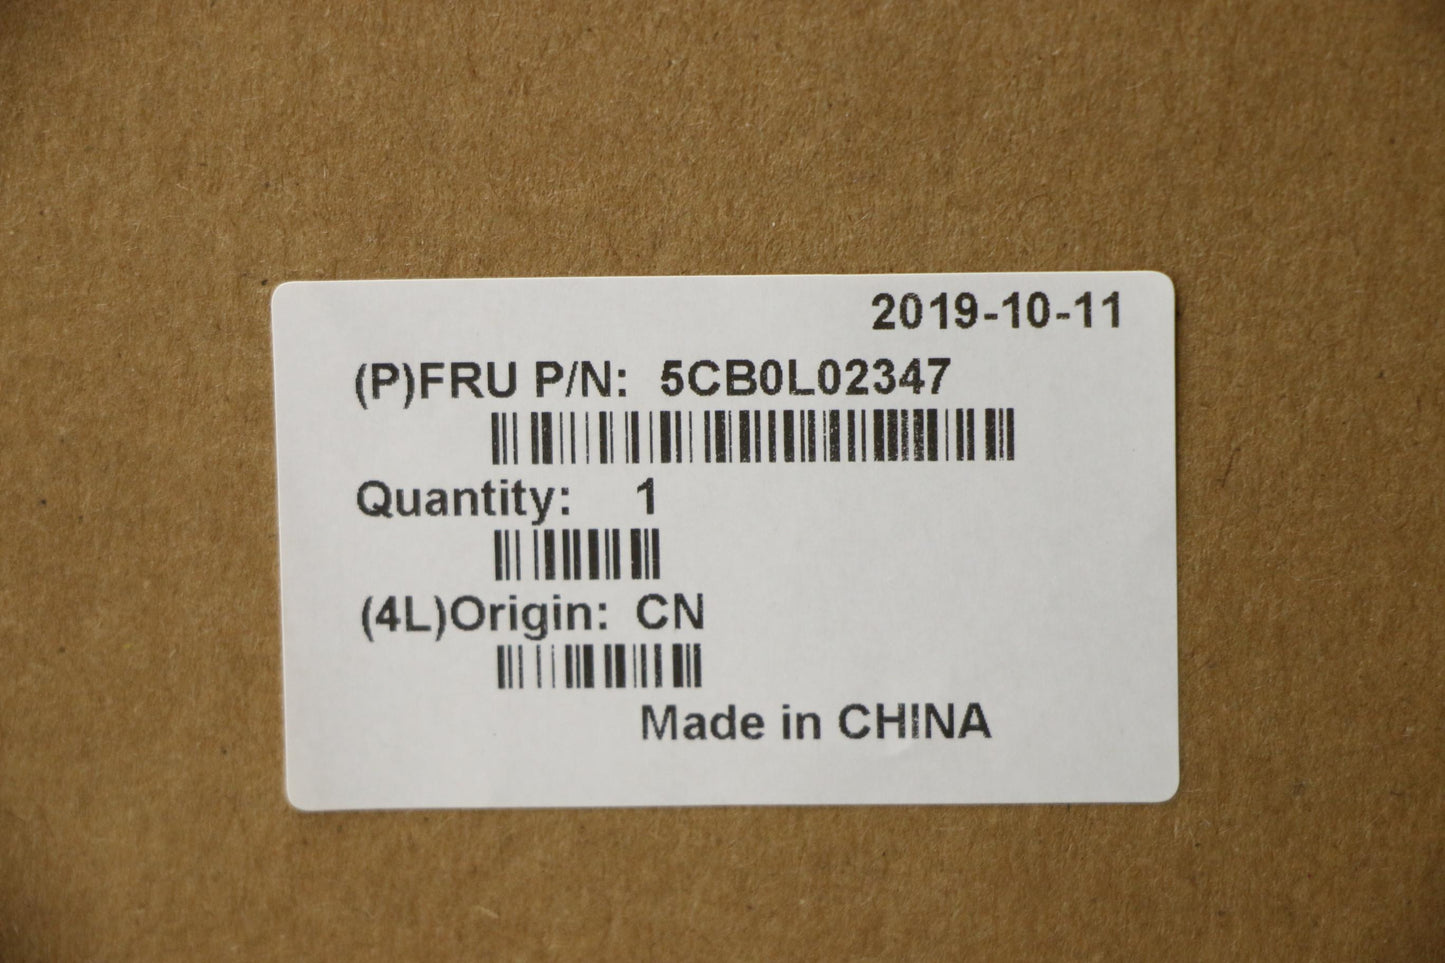 2019-10-11
(P)FRU P/N: 5CB0L02347
Quantity: 1
(4L)Origin: CN
Made in CHINA